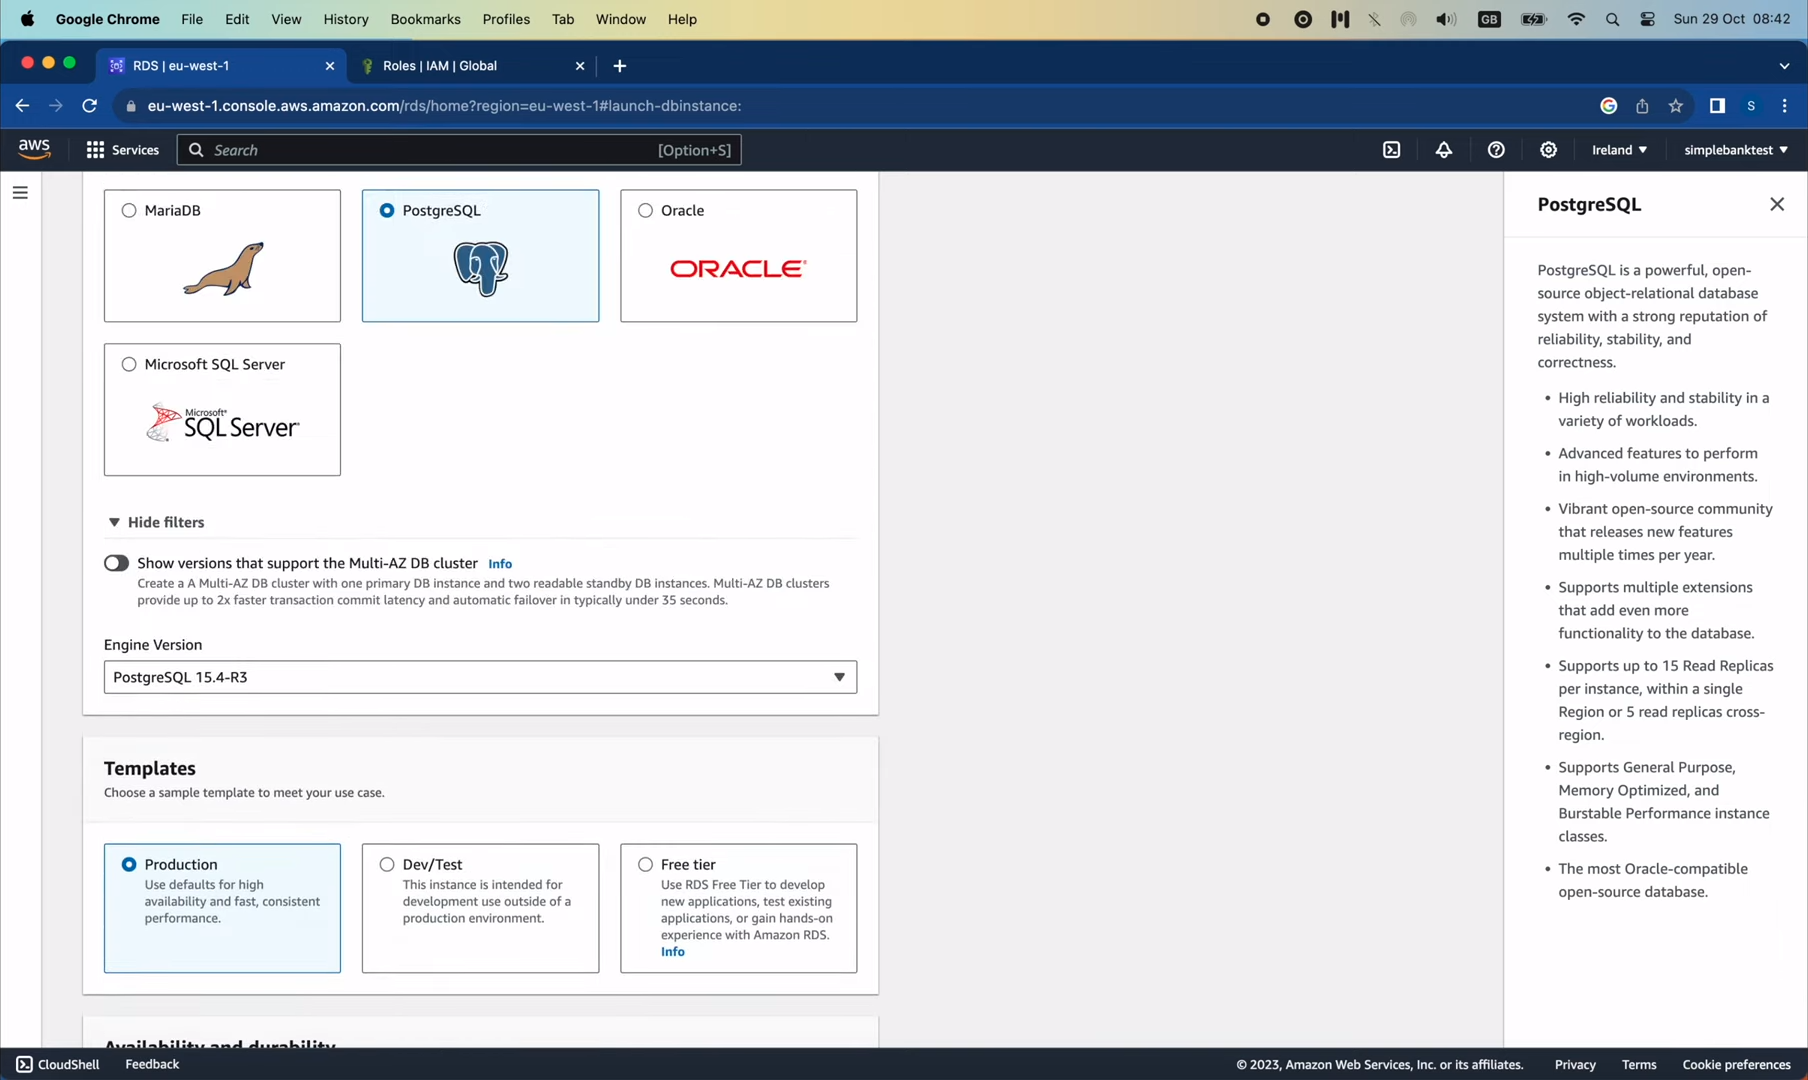 Google Chrome File Edit View History Bookmarks Profiles Tab Window Help GB Sun 29 Oct 08:42
RDS | eu-west-1 Roles | IAM | Global
eu-west-1.console.aws.amazon.com/rds/home?region=eu-west-1#launch-dbinstance: S
aws Services Search [Option+S] Ireland simplebanktest
MariaDB PostgreSQL Oracle
ORACLE
Microsoft SQL Server
Microsoft
SQL Server
Hide filters
Show versions that support the Multi-AZ DB cluster Info
Create a A Multi-AZ DB cluster with one primary DB instance and two readable standby DB instances. Multi-AZ DB clusters
provide up to 2x faster transaction commit latency and automatic failover in typically under 35 seconds.
Engine Version
PostgreSQL 15.4-R3
Templates
Choose a sample template to meet your use case.
Production
Use defaults for high
availability and fast, consistent
performance.
Dev/Test
This instance is intended for
development use outside of a
production environment.
Free tier
Use RDS Free Tier to develop
new applications, test existing
applications, or gain hands-on
experience with Amazon RDS.
Info
Availability and durability
PostgreSQL
PostgreSQL is a powerful, open-
source object-relational database
system with a strong reputation of
reliability, stability, and
correctness.
• High reliability and stability in a
variety of workloads.
• Advanced features to perform
in high-volume environments.
• Vibrant open-source community
that releases new features
multiple times per year.
• Supports multiple extensions
that add even more
functionality to the database.
• Supports up to 15 Read Replicas
per instance, within a single
Region or 5 read replicas cross-
region.
• Supports General Purpose,
Memory Optimized, and
Burstable Performance instance
classes.
• The most Oracle-compatible
open-source database.
CloudShell Feedback © 2023, Amazon Web Services, Inc. or its affiliates. Privacy Terms Cookie preferences